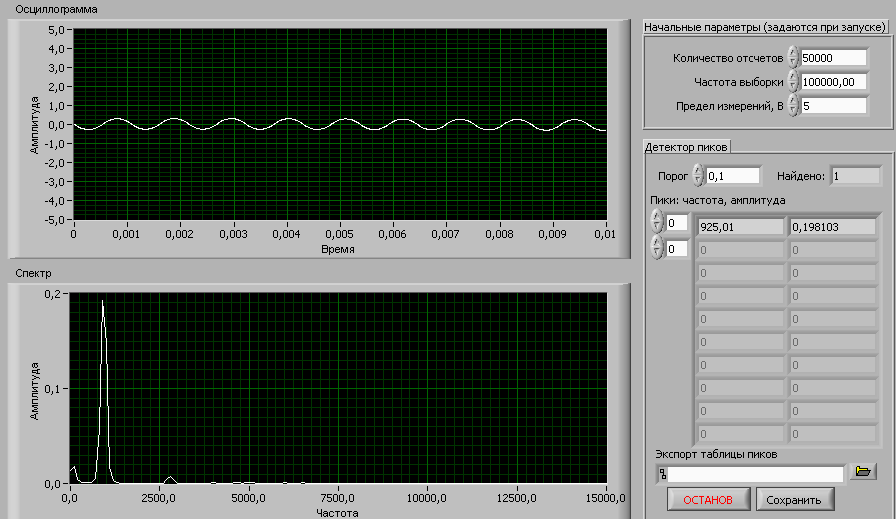 Осциллограмма
5,0
4,0
3,0
2,0
1,0
0,0
-1,0
-2,0
-3,0
-4,0
-5,0
Амплитуда
0 0,001 0,002 0,003 0,004 0,005 0,006 0,007 0,008 0,009 0,01
Время
Спектр
0,2
0,1
0,0
Амплитуда
0,0 2500,0 5000,0 7500,0 10000,0 12500,0 15000,0
Частота
Начальные параметры (задаются при запуске)
Количество отсчетов 50000
Частота выборки 100000,00
Предел измерений, В 5
Детектор пиков
Порог 0,1 Найдено: 1
Пики: частота, амплитуда
0 925,01 0,198103
0 0 0
0 0
0 0
0 0
0 0
0 0
0 0
0 0
0 0
Экспорт таблицы пиков
ОСТАНОВ Сохранить